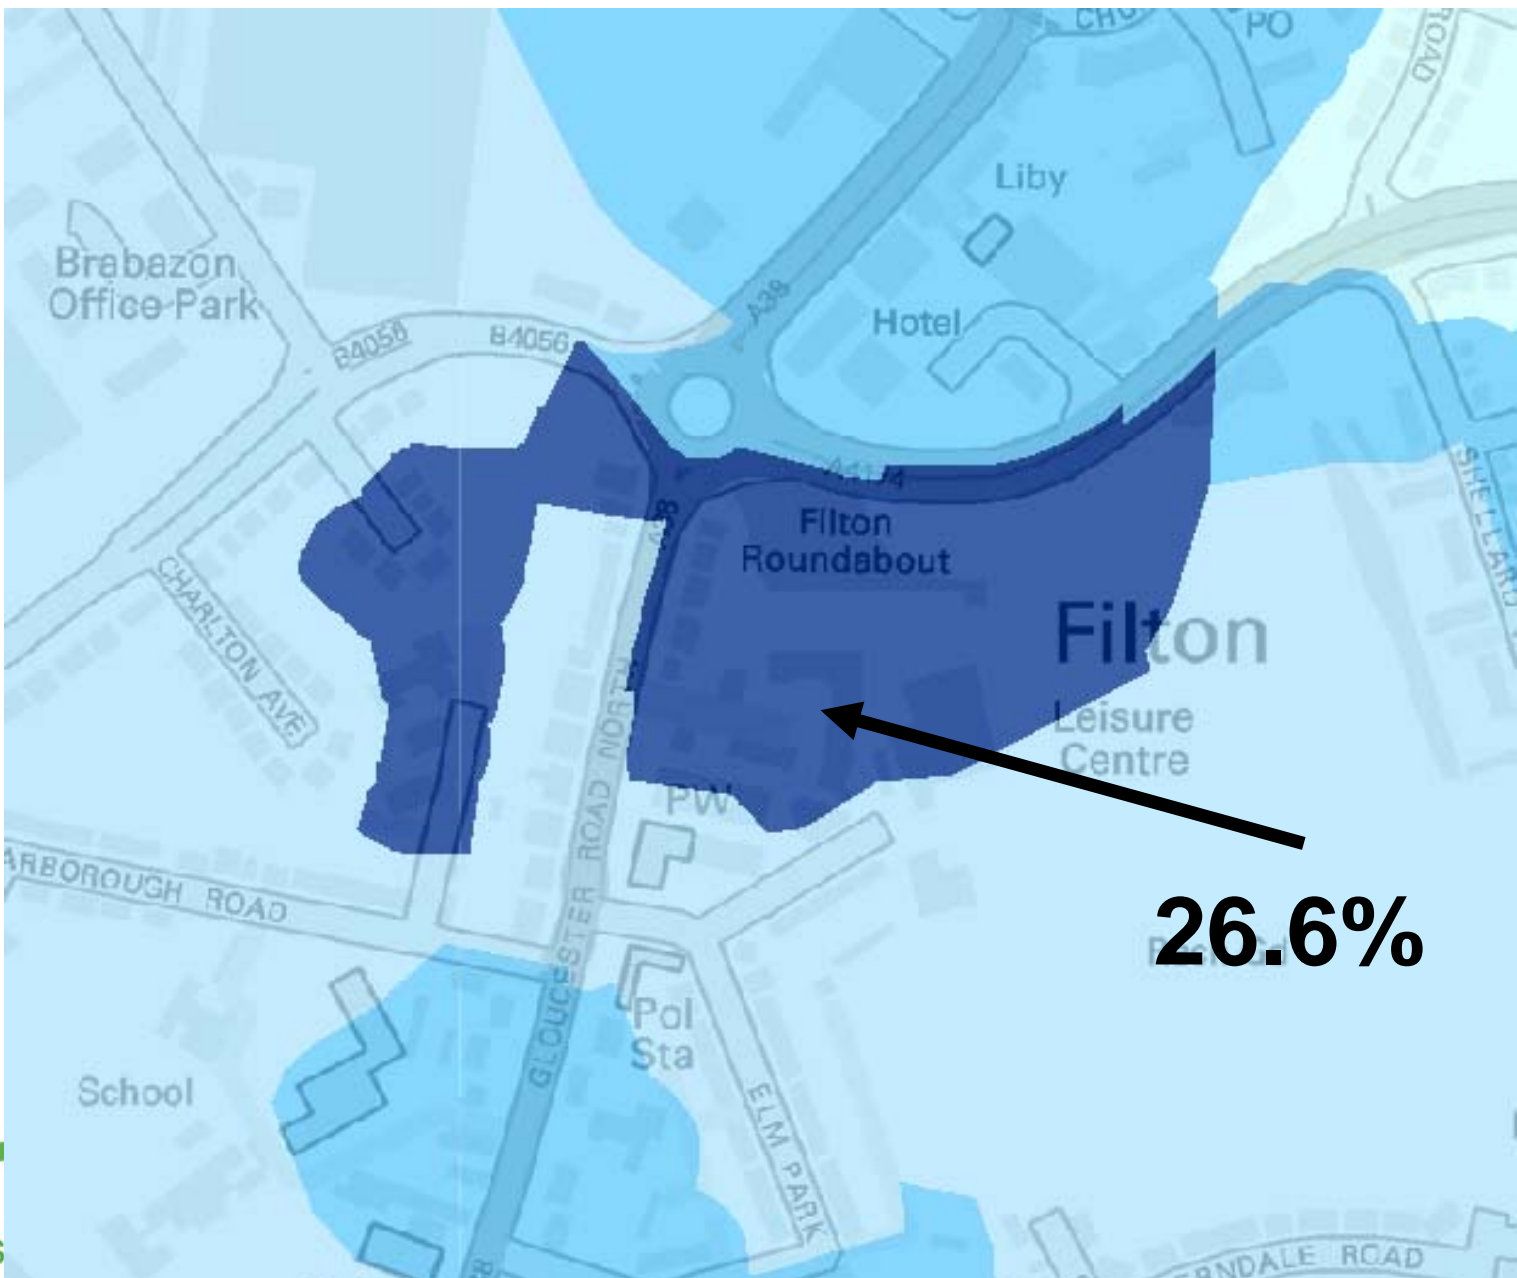 PO
ROAD
Liby
Brabazon
Office Park
A38
Hotel
B4056
B4056
A4174
A38
Filton
Roundabout
SHELLARD
CHARLTON AVE
Filton
Leisure
Centre
GLOUCESTER ROAD NORTH
PW
ARBOROUGH ROAD
26.6%
Pol
Sta
School
ELM PARK
RNDALE ROAD